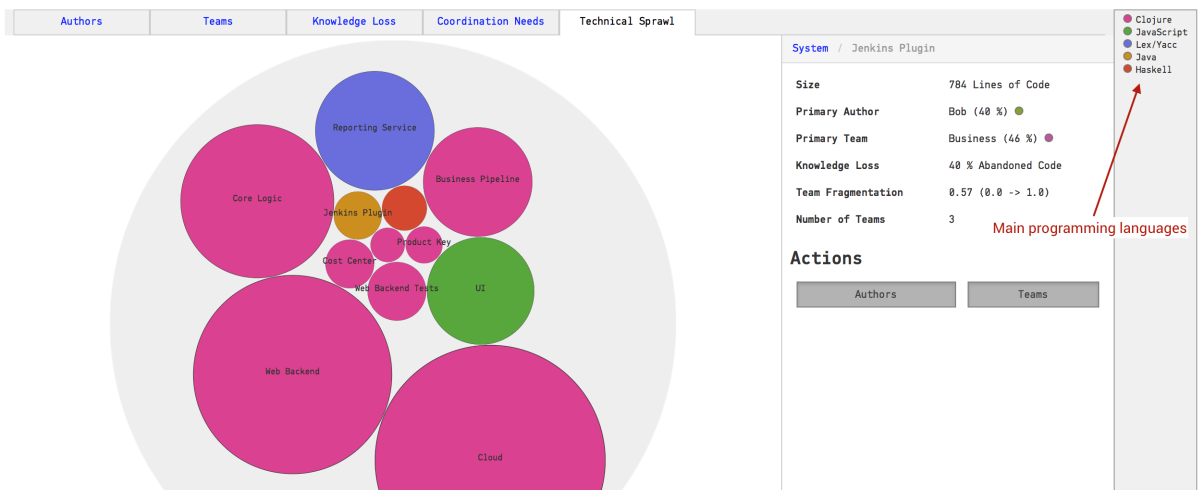 Authors
Teams
Knowledge Loss
Coordination Needs
Technical Sprawl
Reporting Service
Business Pipeline
Core Logic
Jenkins Plugin
Product Key
Cost Center
Web Backend Tests
UI
Web Backend
Cloud
System / Jenkins Plugin
Size 784 Lines of Code
Primary Author Bob (40 %)
Primary Team Business (46 %)
Knowledge Loss 40 % Abandoned Code
Team Fragmentation 0.57 (0.0 -> 1.0)
Number of Teams 3
Actions
Authors
Teams
Clojure
JavaScript
Lex/Yacc
Java
Haskell
Main programming languages